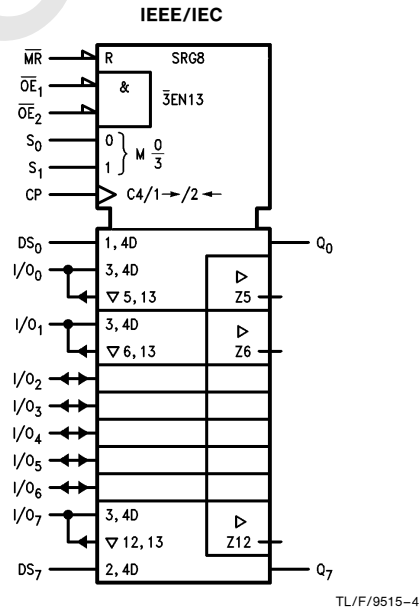 IEEE/IEC
MR R SRG8
OE1 & 3EN13
OE2
S0 0 M 0/3
S1 1
CP C4/1→/2←
DS0 1, 4D Q0
I/O0 3, 4D ▷
▽ 5, 13 Z5
I/O1 3, 4D ▷
▽ 6, 13 Z6
I/O2
I/O3
I/O4
I/O5
I/O6
I/O7 3, 4D ▷
▽ 12, 13 Z12
DS7 2, 4D Q7
TL/F/9515–4